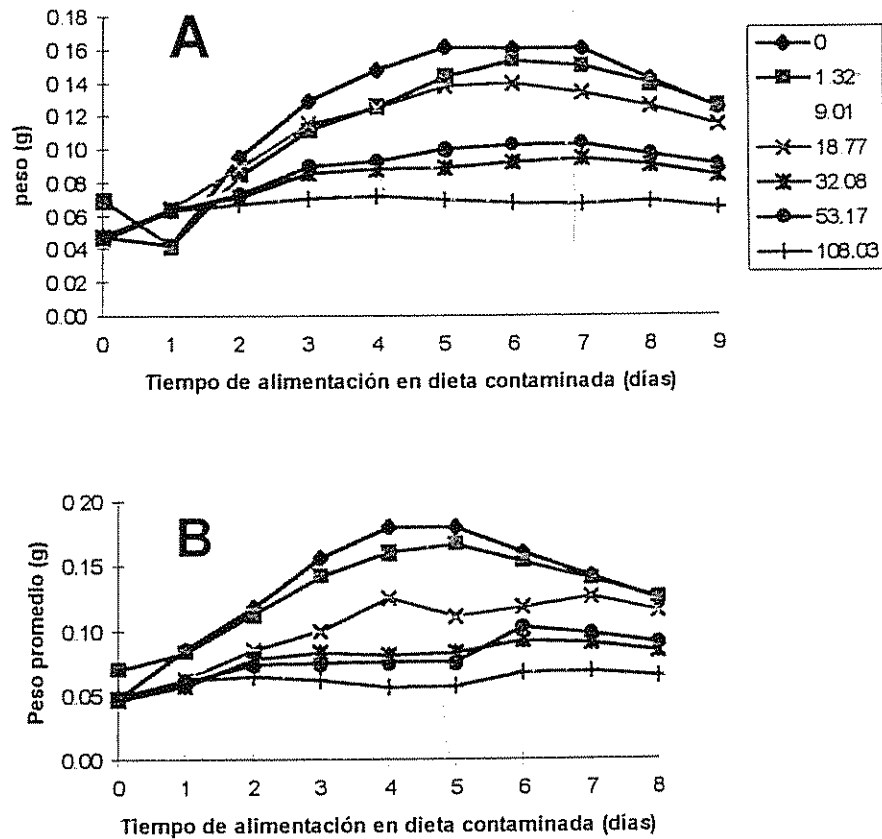 A
peso (g)
0.18
0.16
0.14
0.12
0.10
0.08
0.06
0.04
0.02
0.00
0 1 2 3 4 5 6 7 8 9
Tiempo de alimentación en dieta contaminada (días)
0
1.32
9.01
18.77
32.08
53.17
108.03
B
Peso promedio (g)
0.20
0.15
0.10
0.05
0.00
0 1 2 3 4 5 6 7 8
Tiempo de alimentación en dieta contaminada (días)